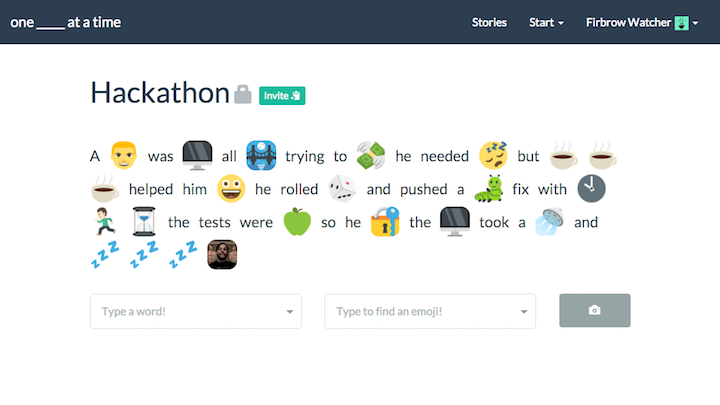 one _____ at a time
Stories Start Firbrow Watcher
Hackathon Invite
A 👨 was 🖥 all 🌉 trying to 💸 he needed 😴 but ☕ ☕
☕ helped him 😀 he rolled 🎲 and pushed a 🐛 fix with 🕙
🏃 ⏳ the tests were 🍏 so he 🔐 the 🖥 took a 🚿 and
💤 💤 💤
Type a word! Type to find an emoji!